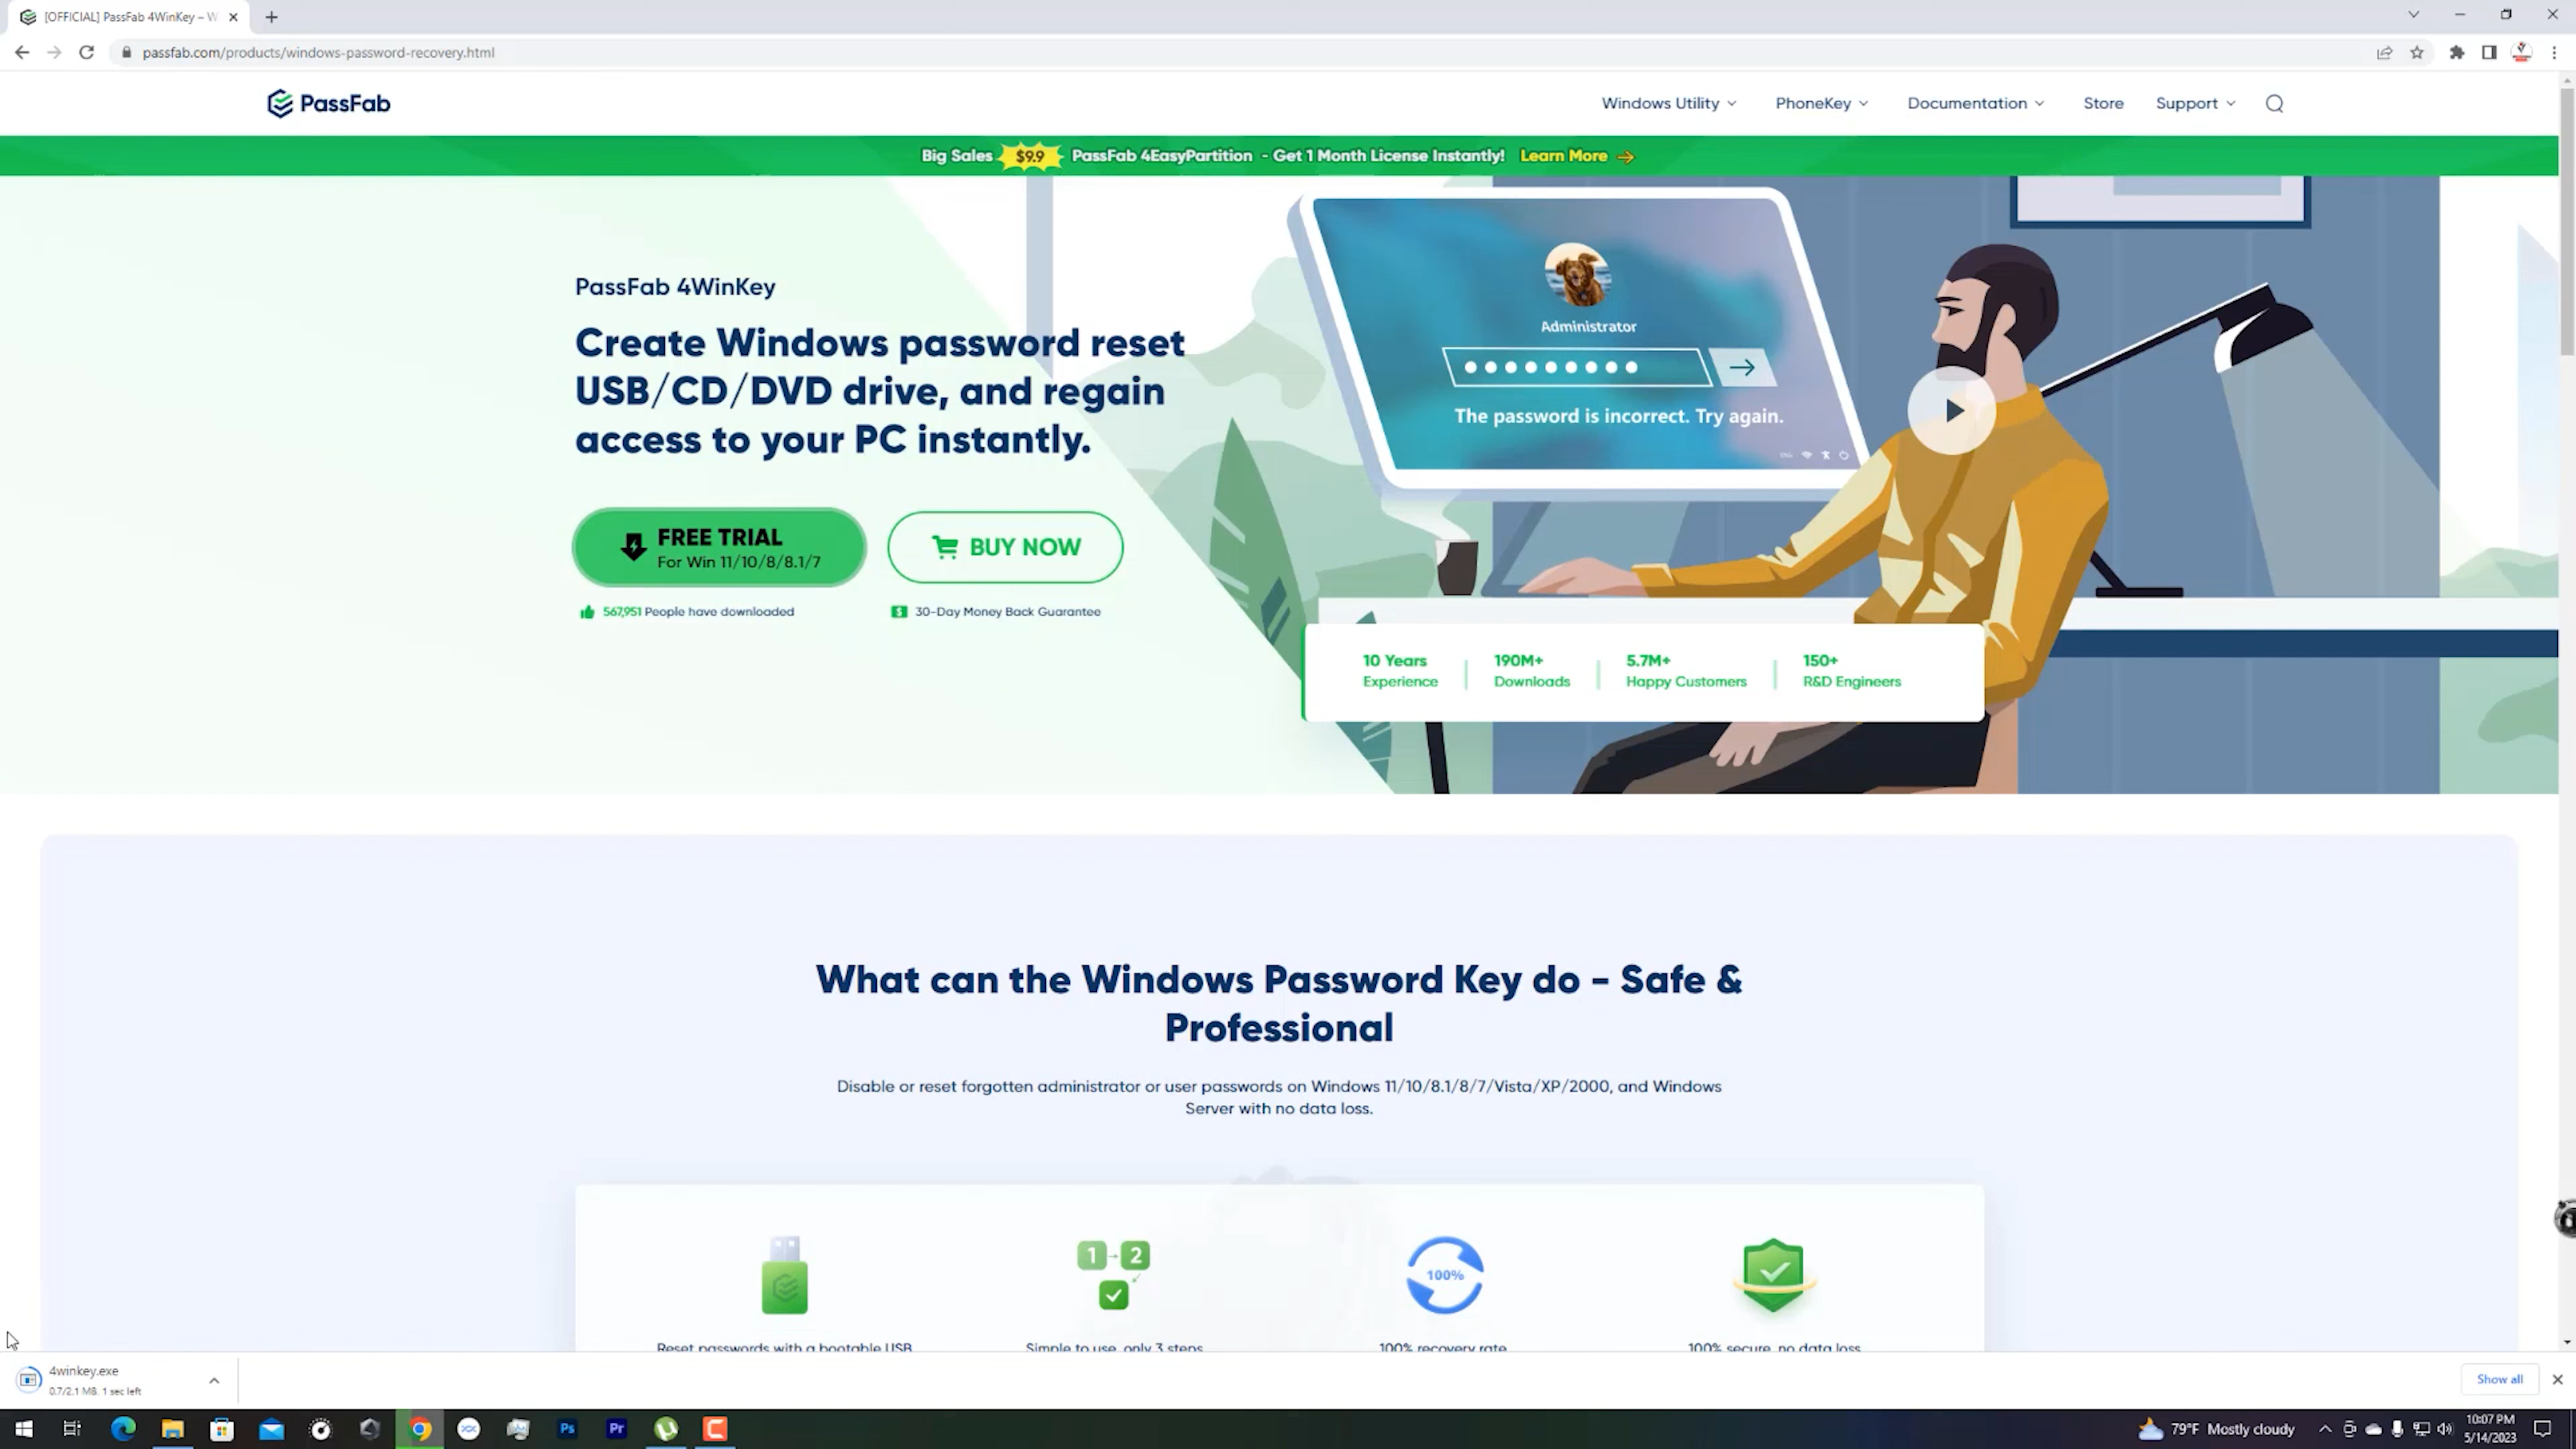 [OFFICIAL] PassFab 4WinKey – W
passfab.com/products/windows-password-recovery.html
PassFab
Windows Utility
PhoneKey
Documentation
Store
Support
Big Sales $9.9 PassFab 4EasyPartition - Get 1 Month License Instantly! Learn More
PassFab 4WinKey
Create Windows password reset
USB/CD/DVD drive, and regain
access to your PC instantly.
FREE TRIAL
For Win 11/10/8/8.1/7
BUY NOW
567,951 People have downloaded
30-Day Money Back Guarantee
Administrator
The password is incorrect. Try again.
10 Years
Experience
190M+
Downloads
5.7M+
Happy Customers
150+
R&D Engineers
What can the Windows Password Key do - Safe &
Professional
Disable or reset forgotten administrator or user passwords on Windows 11/10/8.1/8/7/Vista/XP/2000, and Windows
Server with no data loss.
1 2
100%
Reset passwords with a bootable USB
Simple to use, only 3 steps
100% recovery rate
100% secure, no data loss
4winkey.exe
0.7/2.1 MB, 1 sec left
Show all
Ps
Pr
79°F Mostly cloudy
10:07 PM
5/14/2023